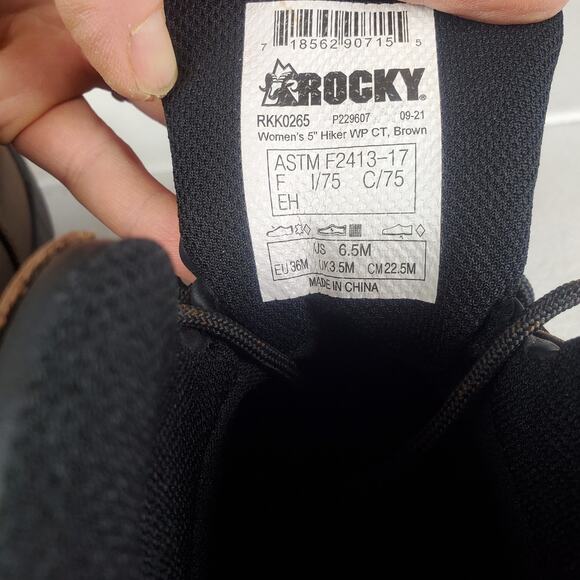 7 18562 90715 5
ROCKY
RKK0265 P229607 09-21
Women's 5" Hiker WP CT, Brown
ASTM F2413-17
F I/75 C/75
EH
US 6.5M
EU 36M UK 3.5M CM 22.5M
MADE IN CHINA